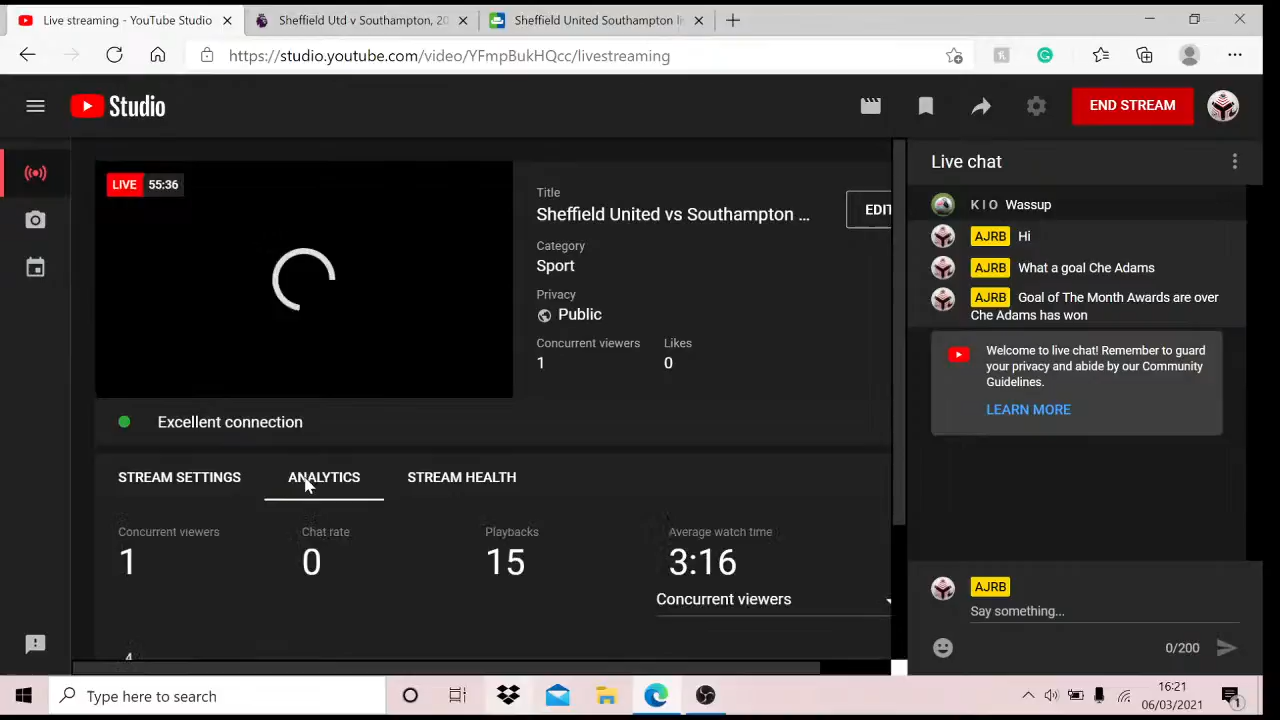 Live streaming - YouTube Studio
Sheffield Utd v Southampton, 20
Sheffield United Southampton li
https://studio.youtube.com/video/YFmpBukHQcc/livestreaming
Studio
END STREAM
LIVE 55:36
Title
Sheffield United vs Southampton ...
EDIT
Category
Sport
Privacy
Public
Concurrent viewers
Likes
1
0
Excellent connection
STREAM SETTINGS
ANALYTICS
STREAM HEALTH
Concurrent viewers
Chat rate
Playbacks
Average watch time
1
0
15
3:16
Concurrent viewers
4
Live chat
K I O Wassup
AJRB Hi
AJRB What a goal Che Adams
AJRB Goal of The Month Awards are over
Che Adams has won
Welcome to live chat! Remember to guard
your privacy and abide by our Community
Guidelines.
LEARN MORE
AJRB
Say something...
0/200
Type here to search
16:21
06/03/2021
1